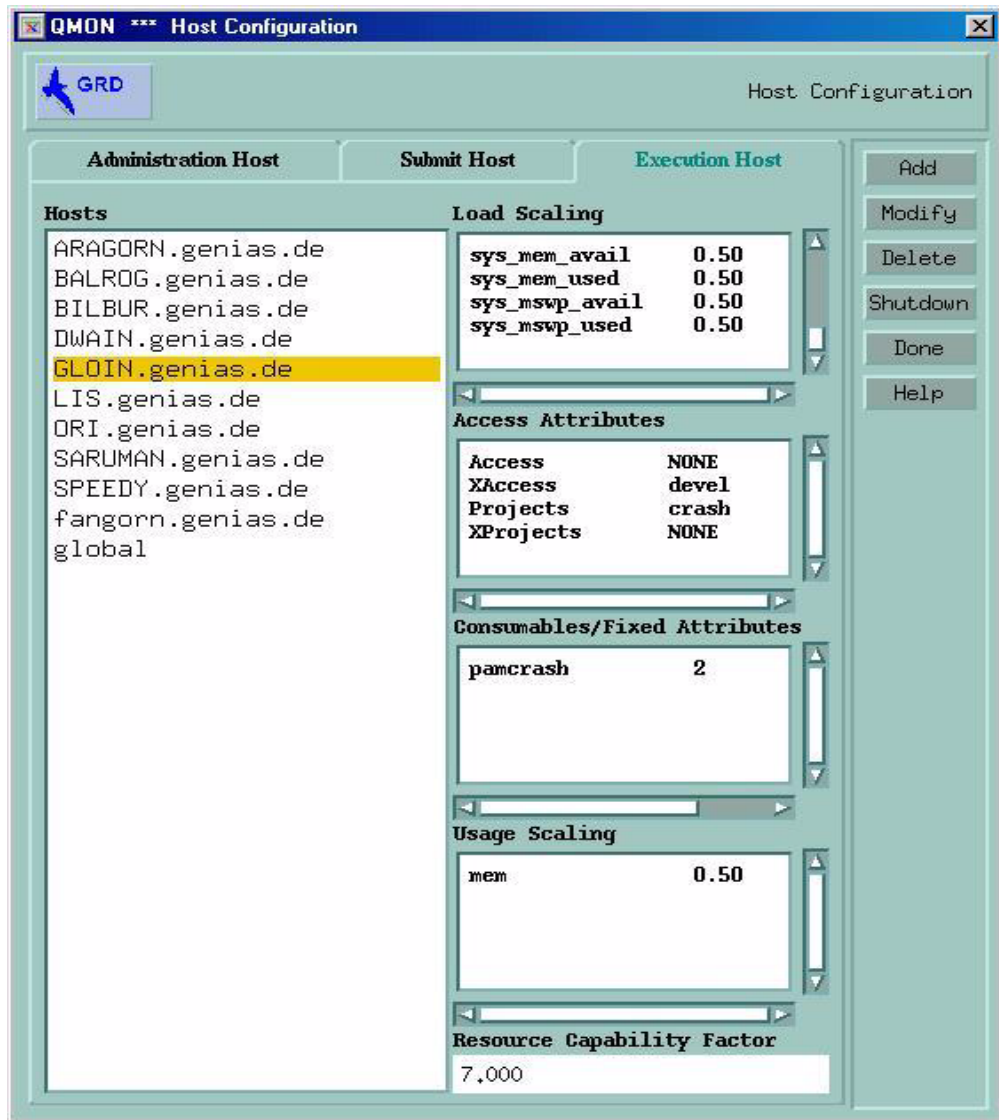 QMON *** Host Configuration
GRD
Host Configuration
Administration Host
Submit Host
Execution Host
Hosts
ARAGORN.genias.de
BALROG.genias.de
BILBUR.genias.de
DWAIN.genias.de
GLOIN.genias.de
LIS.genias.de
ORI.genias.de
SARUMAN.genias.de
SPEEDY.genias.de
fangorn.genias.de
global
Load Scaling
sys_mem_avail 0.50
sys_mem_used 0.50
sys_mswp_avail 0.50
sys_mswp_used 0.50
Access Attributes
Access NONE
XAccess devel
Projects crash
XProjects NONE
Consumables/Fixed Attributes
pamcrash 2
Usage Scaling
mem 0.50
Resource Capability Factor
7.000
Add
Modify
Delete
Shutdown
Done
Help